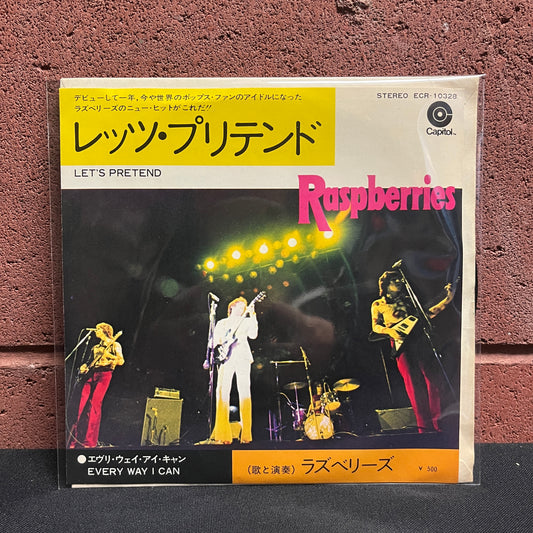 デビューして一年、今や世界のポップス・ファンのアイドルになった
ラズベリーズのニュー・ヒットがこれだ!!
STEREO ECR-10328
レッツ・プリテンド
Capitol™
LET'S PRETEND
Raspberries
●エヴリ・ウェイ・アイ・キャン
EVERY WAY I CAN
(歌と演奏) ラズベリーズ
¥ 500